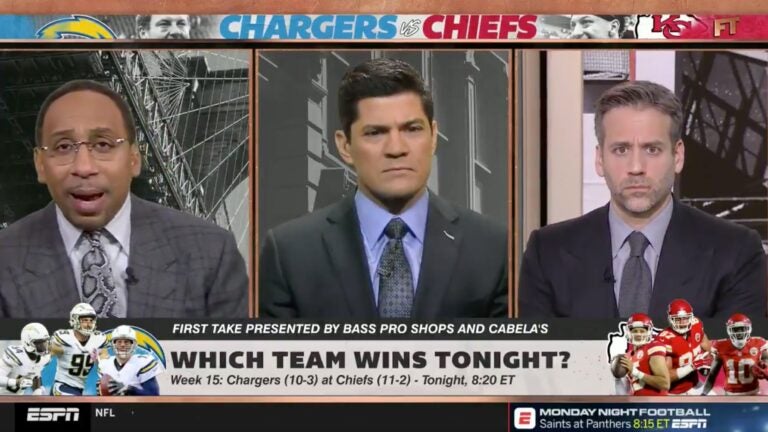 CHARGERS VS CHIEFS
FT
FIRST TAKE PRESENTED BY BASS PRO SHOPS AND CABELA'S
WHICH TEAM WINS TONIGHT?
Week 15: Chargers (10-3) at Chiefs (11-2) - Tonight, 8:20 ET
95
10
ESPN NFL
E MONDAY NIGHT FOOTBALL
Saints at Panthers 8:15 ET ESPN